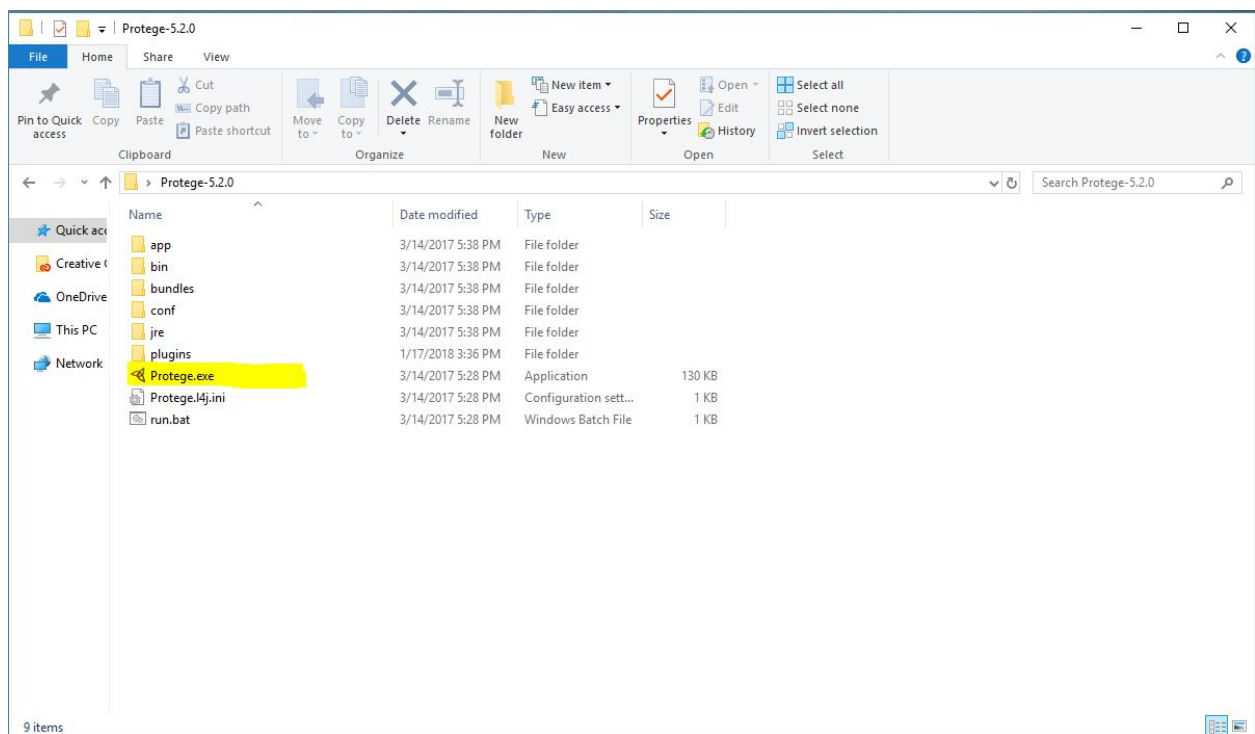 Protege-5.2.0
File Home Share View
Pin to Quick access
Copy
Paste
Cut
Copy path
Paste shortcut
Clipboard
Move to
Copy to
Delete
Rename
Organize
New folder
New item
Easy access
New
Properties
Open
Edit
History
Open
Select all
Select none
Invert selection
Select
Protege-5.2.0
Search Protege-5.2.0
Name Date modified Type Size
Quick acc
Creative (
OneDrive
This PC
Network
app 3/14/2017 5:38 PM File folder
bin 3/14/2017 5:38 PM File folder
bundles 3/14/2017 5:38 PM File folder
conf 3/14/2017 5:38 PM File folder
jre 3/14/2017 5:38 PM File folder
plugins 1/17/2018 3:36 PM File folder
Protege.exe 3/14/2017 5:28 PM Application 130 KB
Protege.l4j.ini 3/14/2017 5:28 PM Configuration sett... 1 KB
run.bat 3/14/2017 5:28 PM Windows Batch File 1 KB
9 items